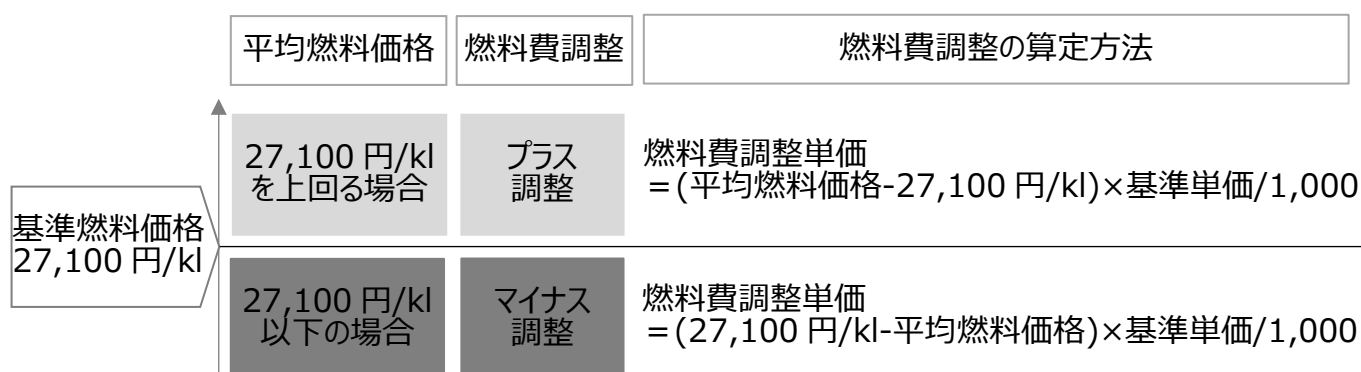 平均燃料価格
燃料費調整
燃料費調整の算定方法
27,100 円/kl
を上回る場合
プラス
調整
燃料費調整単価
＝(平均燃料価格-27,100 円/kl)×基準単価/1,000
基準燃料価格
27,100 円/kl
27,100 円/kl
以下の場合
マイナス
調整
燃料費調整単価
＝(27,100 円/kl-平均燃料価格)×基準単価/1,000